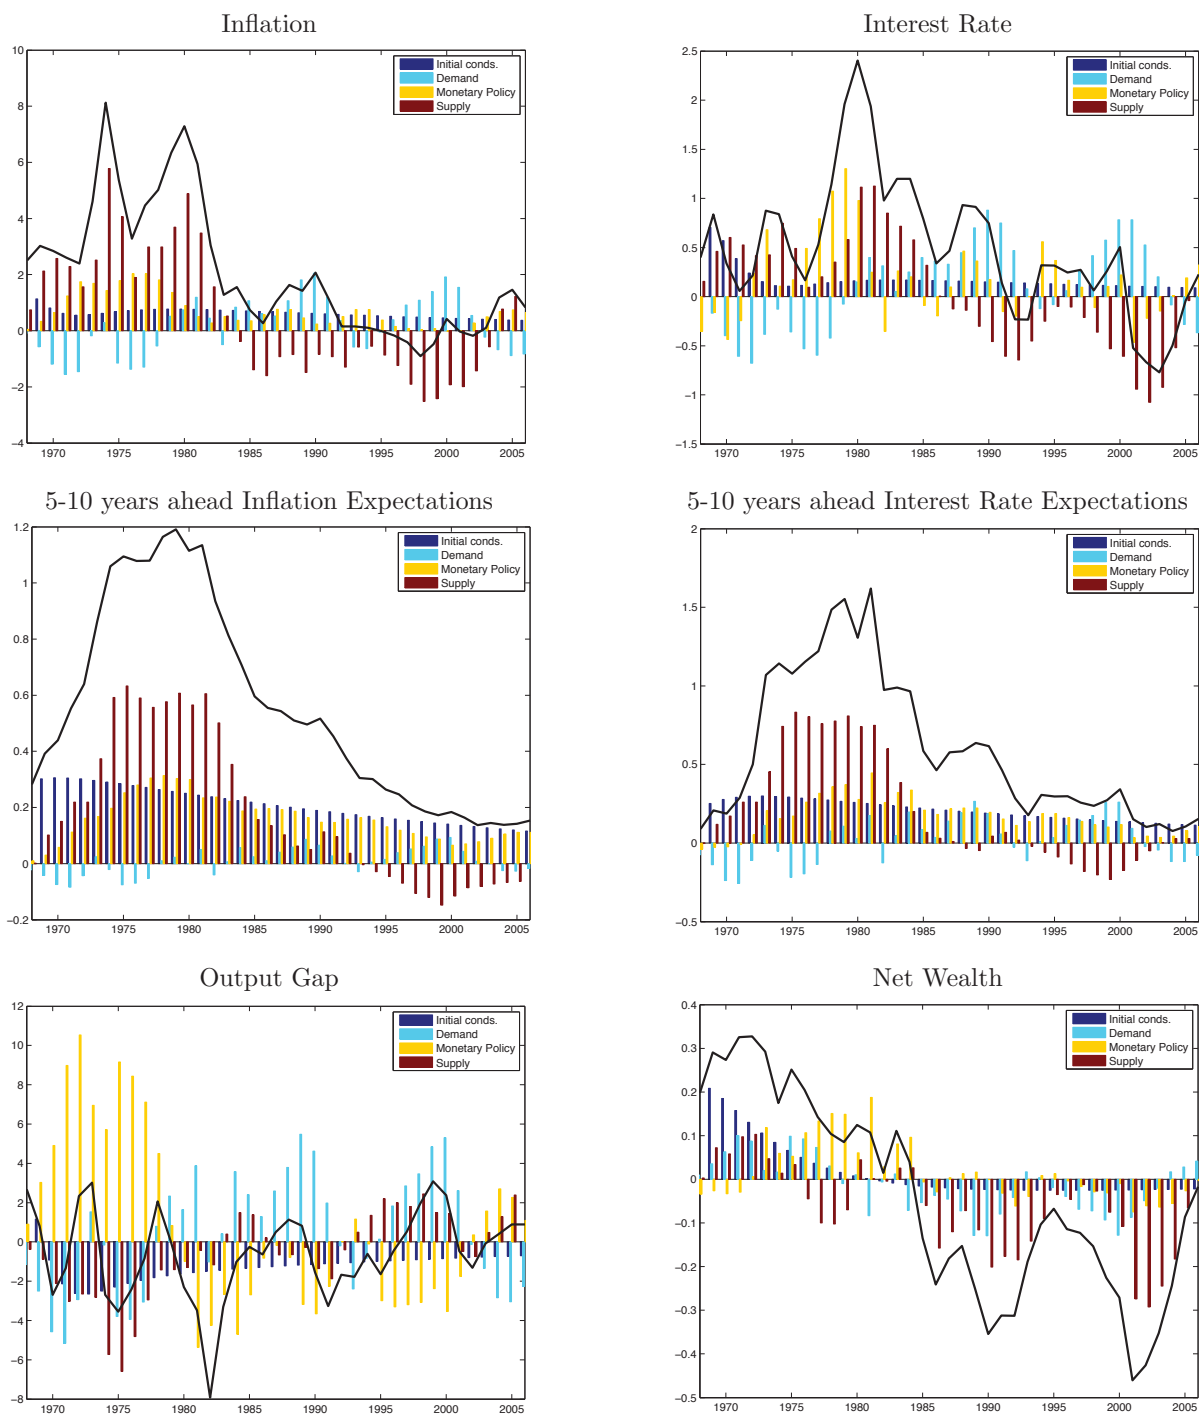 Inflation
10
8
6
4
2
0
−2
−4
1970 1975 1980 1985 1990 1995 2000 2005
Initial conds.
Demand
Monetary Policy
Supply
Interest Rate
2.5
2
1.5
1
0.5
0
−0.5
−1
−1.5
1970 1975 1980 1985 1990 1995 2000 2005
Initial conds.
Demand
Monetary Policy
Supply
5-10 years ahead Inflation Expectations
1.2
1
0.8
0.6
0.4
0.2
0
−0.2
1970 1975 1980 1985 1990 1995 2000 2005
Initial conds.
Demand
Monetary Policy
Supply
5-10 years ahead Interest Rate Expectations
2
1.5
1
0.5
0
−0.5
1970 1975 1980 1985 1990 1995 2000 2005
Initial conds.
Demand
Monetary Policy
Supply
Output Gap
12
10
8
6
4
2
0
−2
−4
−6
−8
1970 1975 1980 1985 1990 1995 2000 2005
Initial conds.
Demand
Monetary Policy
Supply
Net Wealth
0.4
0.3
0.2
0.1
0
−0.1
−0.2
−0.3
−0.4
−0.5
1970 1975 1980 1985 1990 1995 2000 2005
Initial conds.
Demand
Monetary Policy
Supply